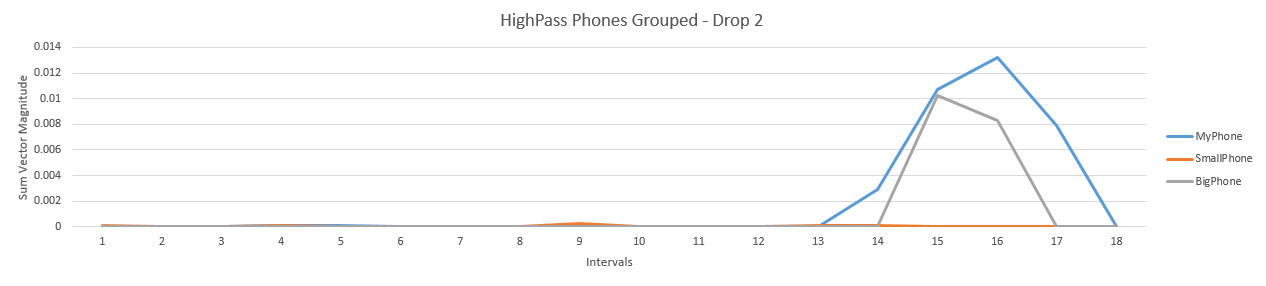 HighPass Phones Grouped - Drop 2
Sum Vector Magnitude
0.014
0.012
0.01
0.008
0.006
0.004
0.002
0
1 2 3 4 5 6 7 8 9 10 11 12 13 14 15 16 17 18
Intervals
MyPhone
SmallPhone
BigPhone